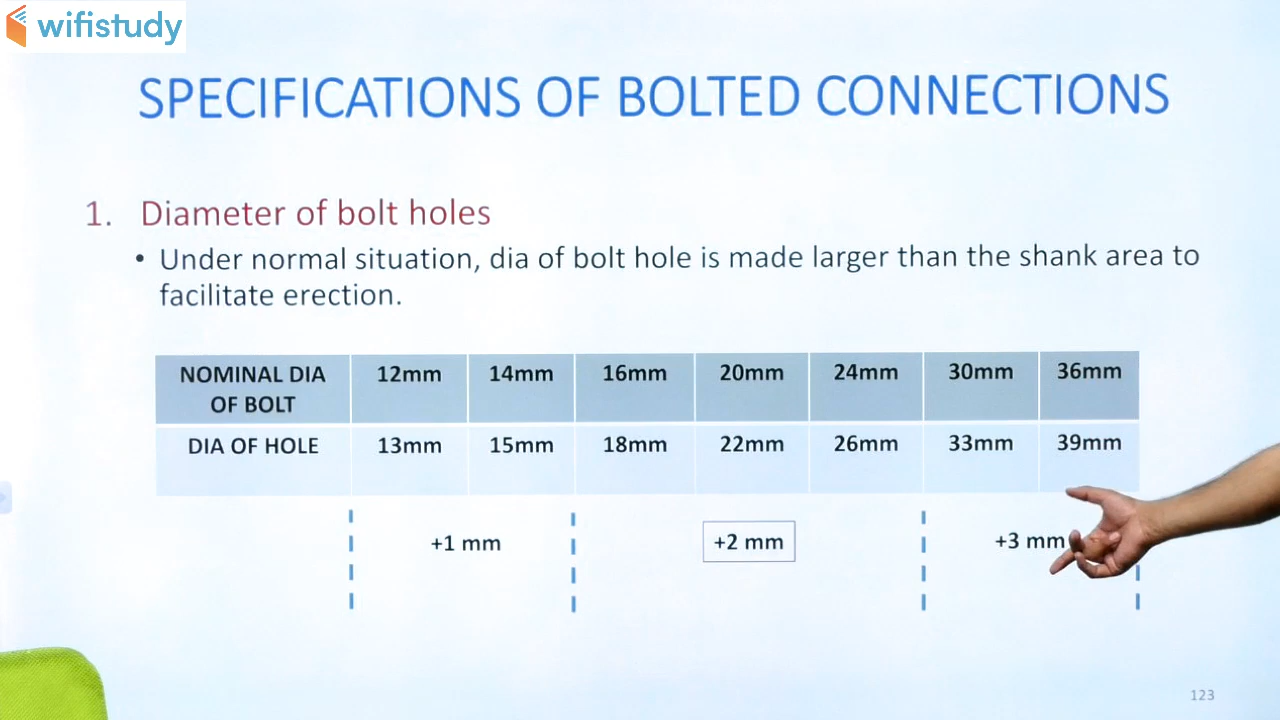 wifistudy
SPECIFICATIONS OF BOLTED CONNECTIONS
1. Diameter of bolt holes
• Under normal situation, dia of bolt hole is made larger than the shank area to
facilitate erection.
NOMINAL DIA OF BOLT 12mm 14mm 16mm 20mm 24mm 30mm 36mm
DIA OF HOLE 13mm 15mm 18mm 22mm 26mm 33mm 39mm
+1 mm +2 mm +3 mm
123